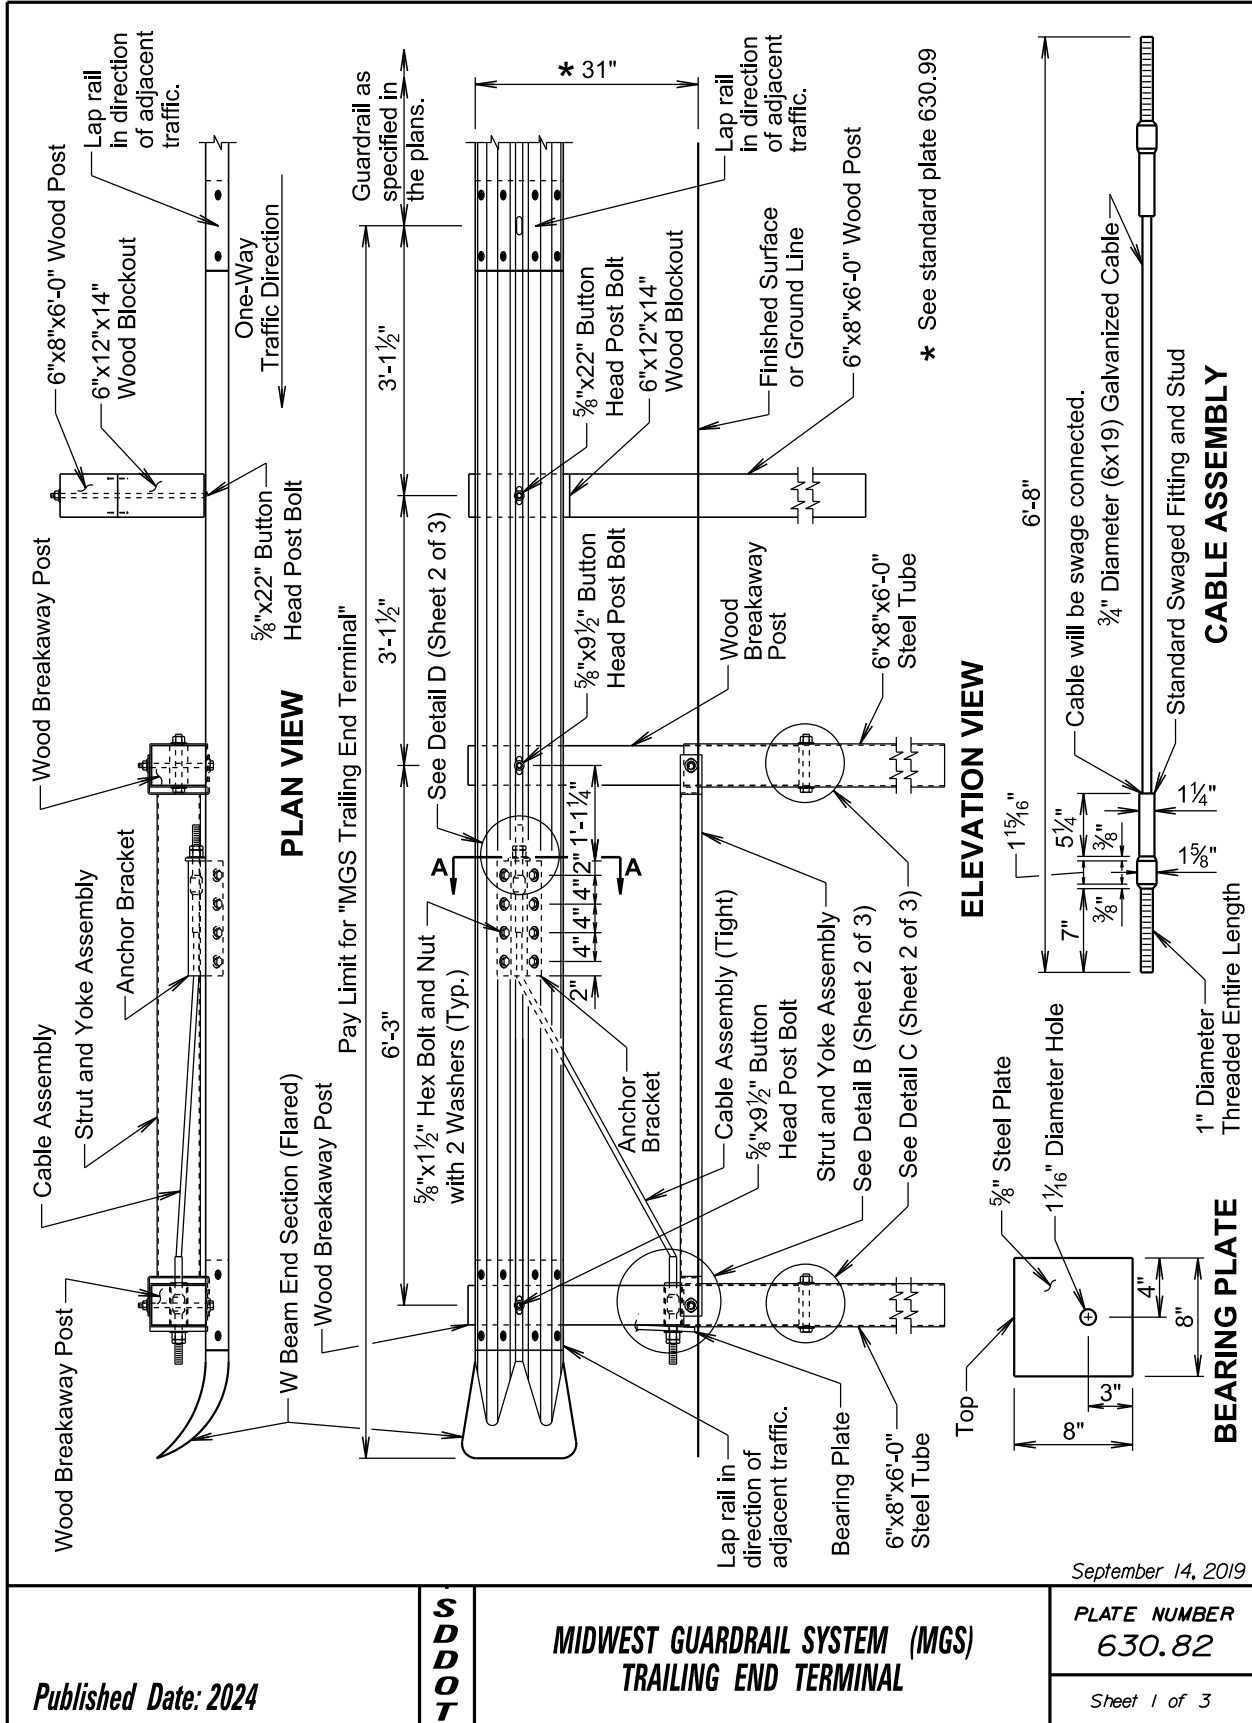 Wood Breakaway Post
Cable Assembly
Strut and Yoke Assembly
Anchor Bracket
Wood Breakaway Post
6"x8"x6'-0" Wood Post
6"x12"x14"
Wood Blockout
Lap rail
in direction
of adjacent
traffic.
One-Way
Traffic Direction
5/8"x22" Button
Head Post Bolt
PLAN VIEW
W Beam End Section (Flared)
Wood Breakaway Post
Pay Limit for "MGS Trailing End Terminal"
6'-3"
3'-1½"
3'-1½"
Guardrail as
specified in
the plans.
5/8"x1½" Hex Bolt and Nut
with 2 Washers (Typ.)
See Detail D (Sheet 2 of 3)
A
A
2"
4"
4"
4"
2"
1'-1¼"
* 31"
Anchor
Bracket
5/8"x9½" Button
Head Post Bolt
5/8"x22" Button
Head Post Bolt
6"x12"x14"
Wood Blockout
Lap rail
in direction
of adjacent
traffic.
Lap rail in
direction of
adjacent traffic.
Cable Assembly (Tight)
5/8"x9½" Button
Head Post Bolt
Strut and Yoke Assembly
See Detail B (Sheet 2 of 3)
See Detail C (Sheet 2 of 3)
Wood
Breakaway
Post
Finished Surface
or Ground Line
6"x8"x6'-0" Wood Post
Bearing Plate
6"x8"x6'-0"
Steel Tube
6"x8"x6'-0"
Steel Tube
* See standard plate 630.99
ELEVATION VIEW
Top
5/8" Steel Plate
1 1/16" Diameter Hole
4"
8"
3"
8"
BEARING PLATE
6'-8"
Cable will be swage connected.
¾" Diameter (6x19) Galvanized Cable
Standard Swaged Fitting and Stud
1 15/16"
5¼"
3/8"
3/8"
7"
1¼"
1 5/8"
1" Diameter
Threaded Entire Length
CABLE ASSEMBLY
September 14, 2019
Published Date: 2024
SDDOT
MIDWEST GUARDRAIL SYSTEM (MGS)
TRAILING END TERMINAL
PLATE NUMBER
630.82
Sheet 1 of 3